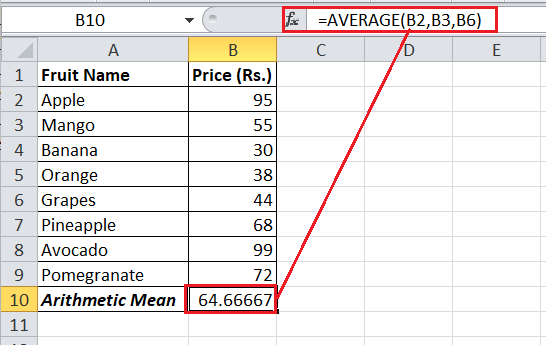 B10 fx =AVERAGE(B2,B3,B6)
A B C D E
1 Fruit Name Price (Rs.)
2 Apple 95
3 Mango 55
4 Banana 30
5 Orange 38
6 Grapes 44
7 Pineapple 68
8 Avocado 99
9 Pomegranate 72
10 Arithmetic Mean 64.66667
11